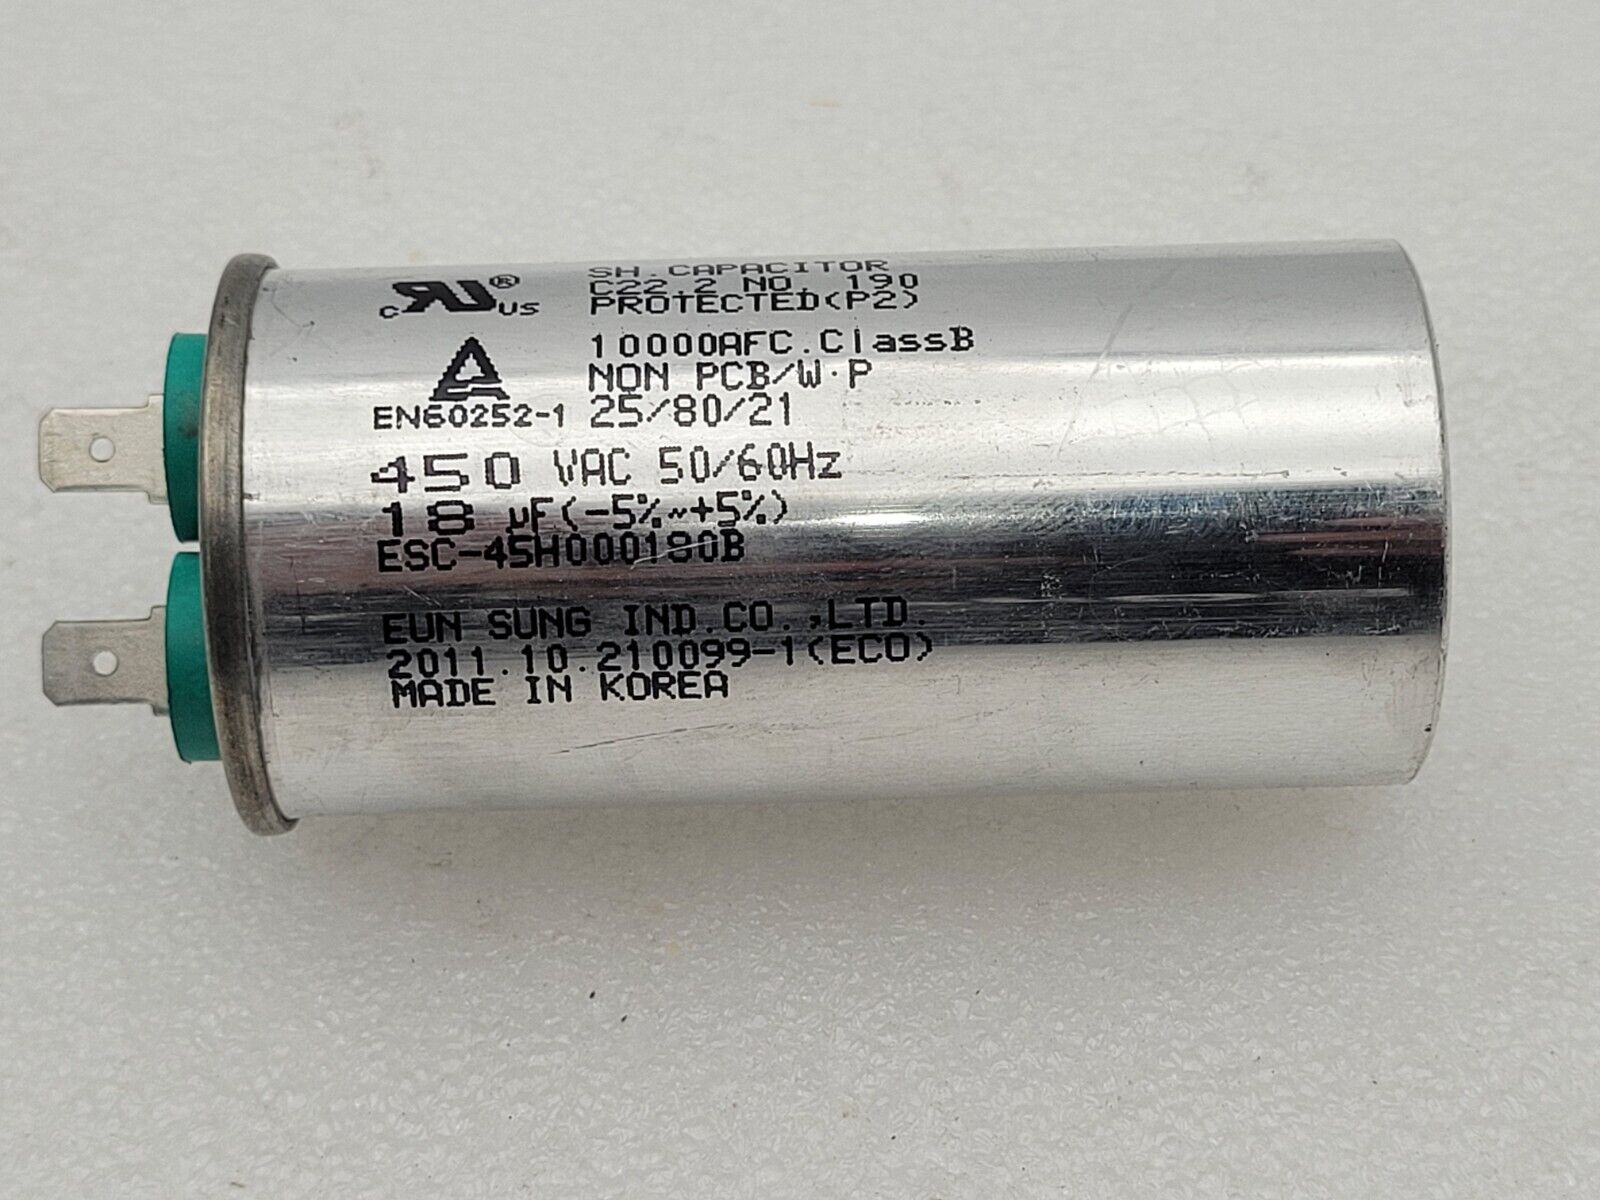 c RU ® US
SH.CAPACITOR
C22.2 NO. 190
PROTECTED(P2)
10000AFC.ClassB
NON PCB/W·P
EN60252-1 25/80/21
450 VAC 50/60Hz
18 µF(-5%~+5%)
ESC-45H000180B
EUN SUNG IND.CO.,LTD.
2011.10.210099-1(ECO)
MADE IN KOREA